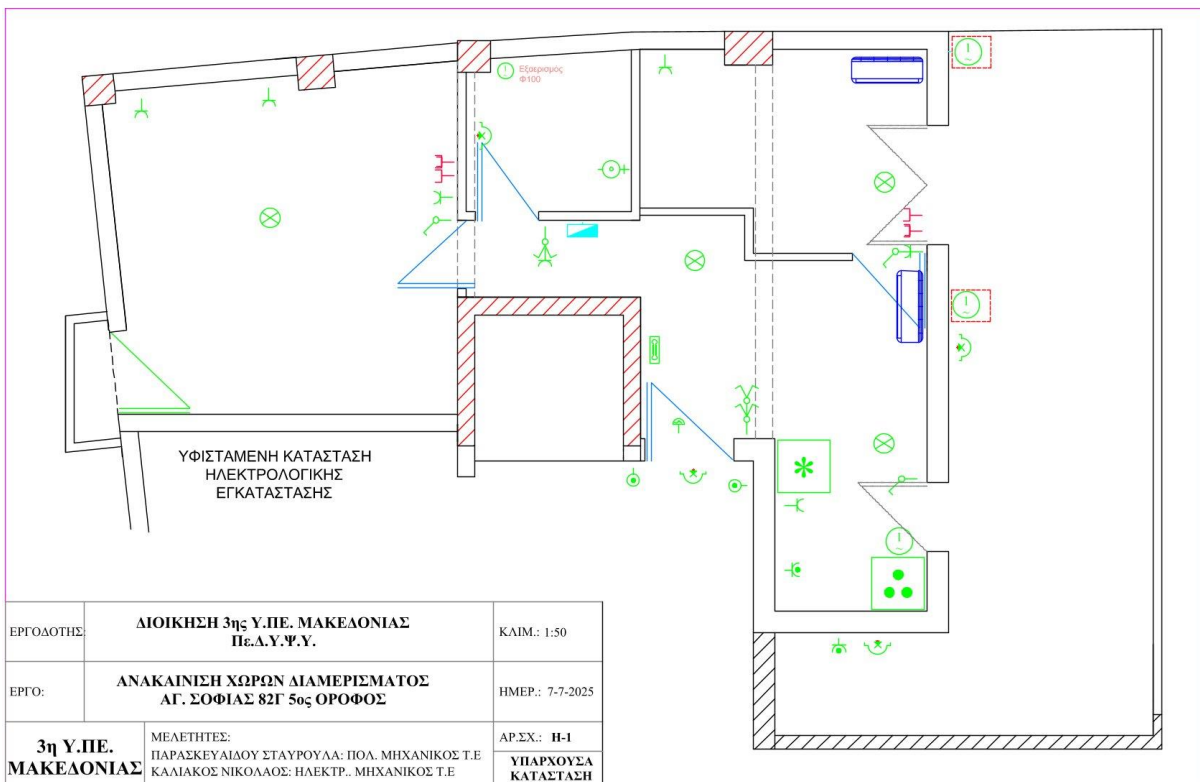 Εξαερισμός
Φ100
ΥΦΙΣΤΑΜΕΝΗ ΚΑΤΑΣΤΑΣΗ
ΗΛΕΚΤΡΟΛΟΓΙΚΗΣ
ΕΓΚΑΤΑΣΤΑΣΗΣ
ΕΡΓΟΔΟΤΗΣ:
ΔΙΟΙΚΗΣΗ 3ης Υ.ΠΕ. ΜΑΚΕΔΟΝΙΑΣ
Πε.Δ.Υ.Ψ.Υ.
ΚΛΙΜ.: 1:50
ΕΡΓΟ:
ΑΝΑΚΑΙΝΙΣΗ ΧΩΡΩΝ ΔΙΑΜΕΡΙΣΜΑΤΟΣ
ΑΓ. ΣΟΦΙΑΣ 82Γ 5ος ΟΡΟΦΟΣ
ΗΜΕΡ.: 7-7-2025
3η Υ.ΠΕ.
ΜΑΚΕΔΟΝΙΑΣ
ΜΕΛΕΤΗΤΕΣ:
ΠΑΡΑΣΚΕΥΑΙΔΟΥ ΣΤΑΥΡΟΥΛΑ: ΠΟΛ. ΜΗΧΑΝΙΚΟΣ Τ.Ε
ΚΑΛΙΑΚΟΣ ΝΙΚΟΛΑΟΣ: ΗΛΕΚΤΡ.. ΜΗΧΑΝΙΚΟΣ Τ.Ε
ΑΡ.ΣΧ.: Η-1
ΥΠΑΡΧΟΥΣΑ
ΚΑΤΑΣΤΑΣΗ